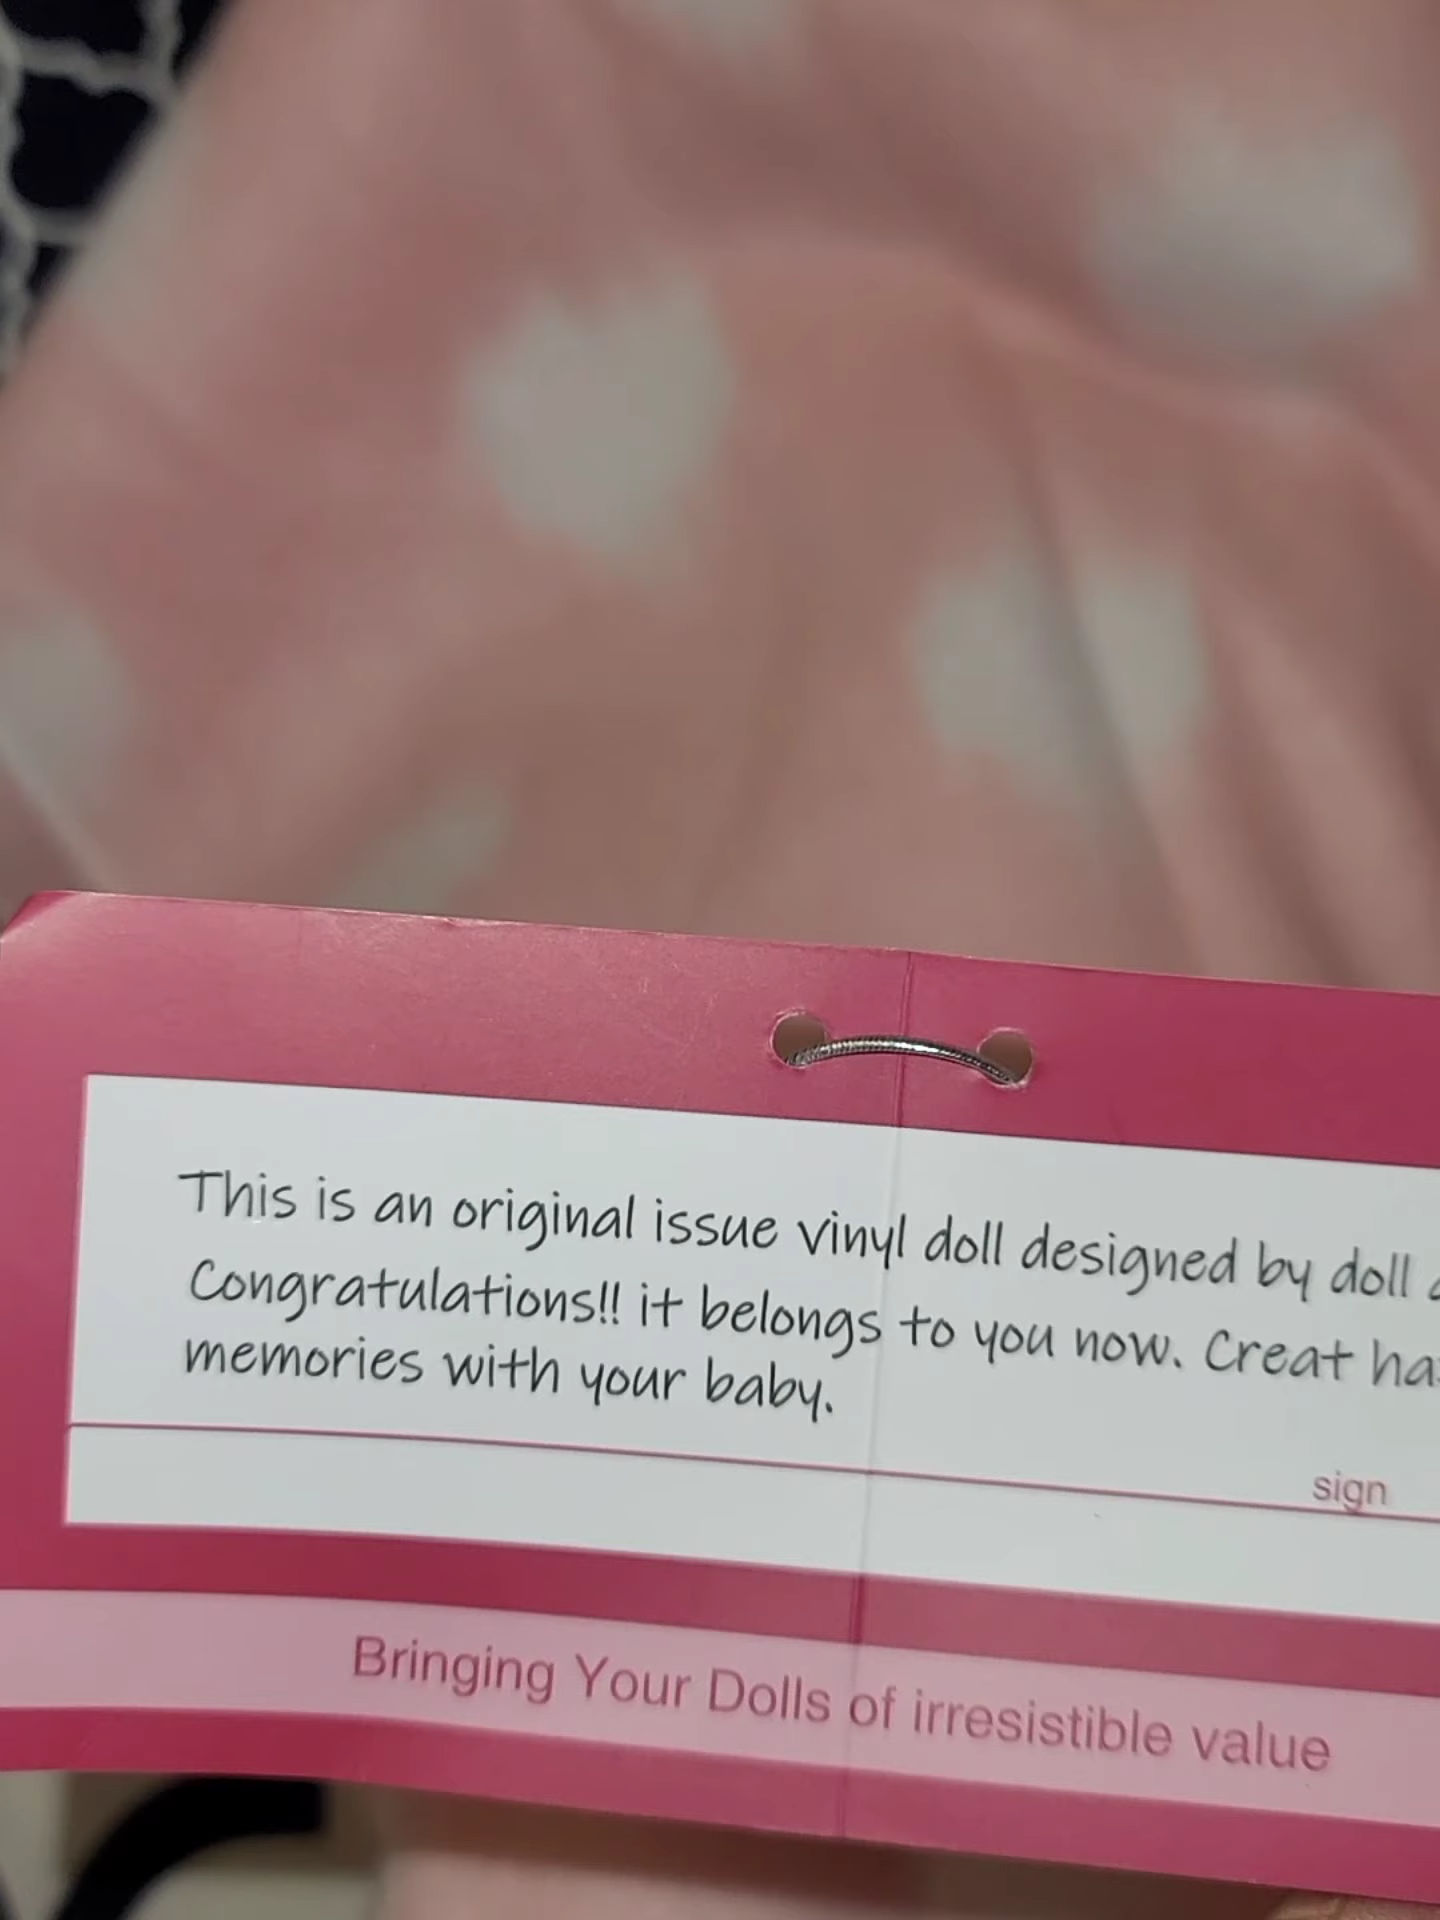 This is an original issue vinyl doll designed by doll
Congratulations!! it belongs to you now. Creat
memories with your baby.
sign
Bringing Your Dolls of irresistible value